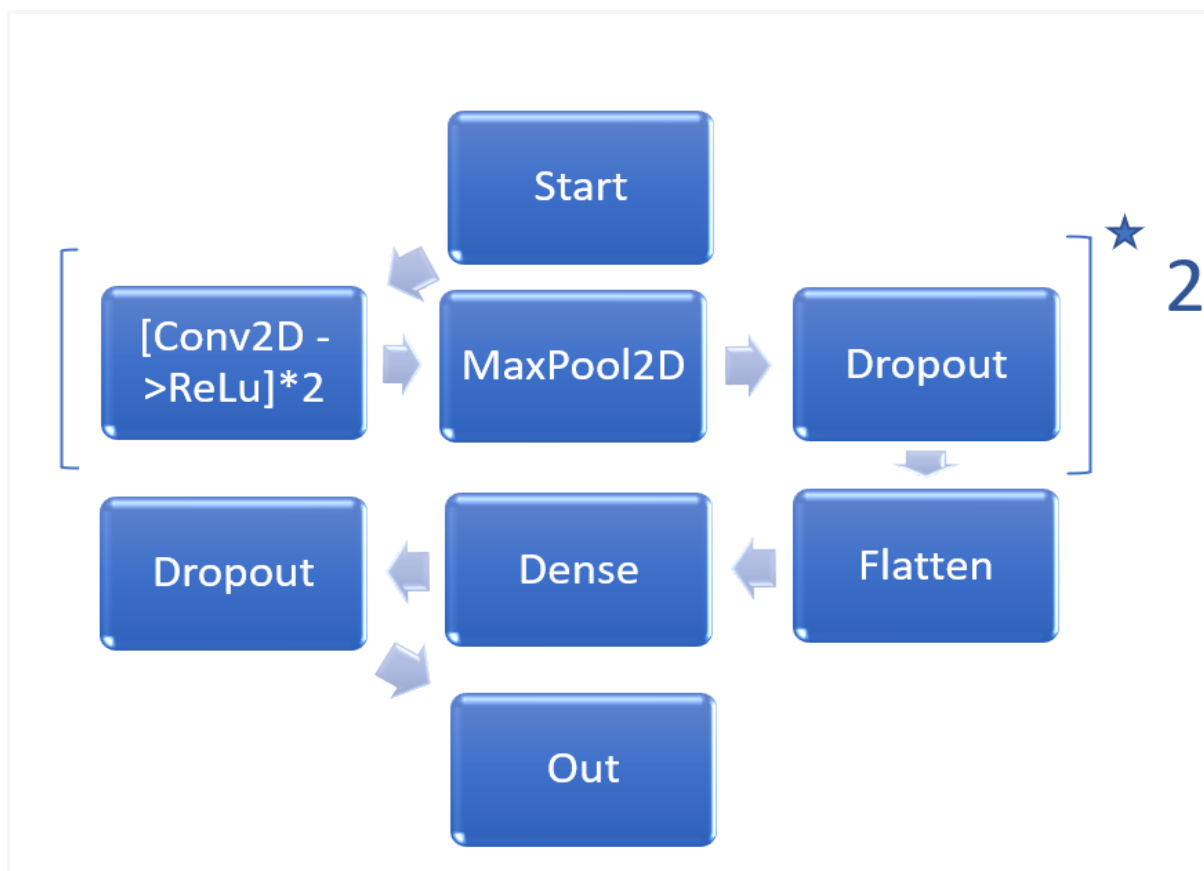 Start
[Conv2D -
>ReLu]*2
MaxPool2D
Dropout
2
Dropout
Dense
Flatten
Out